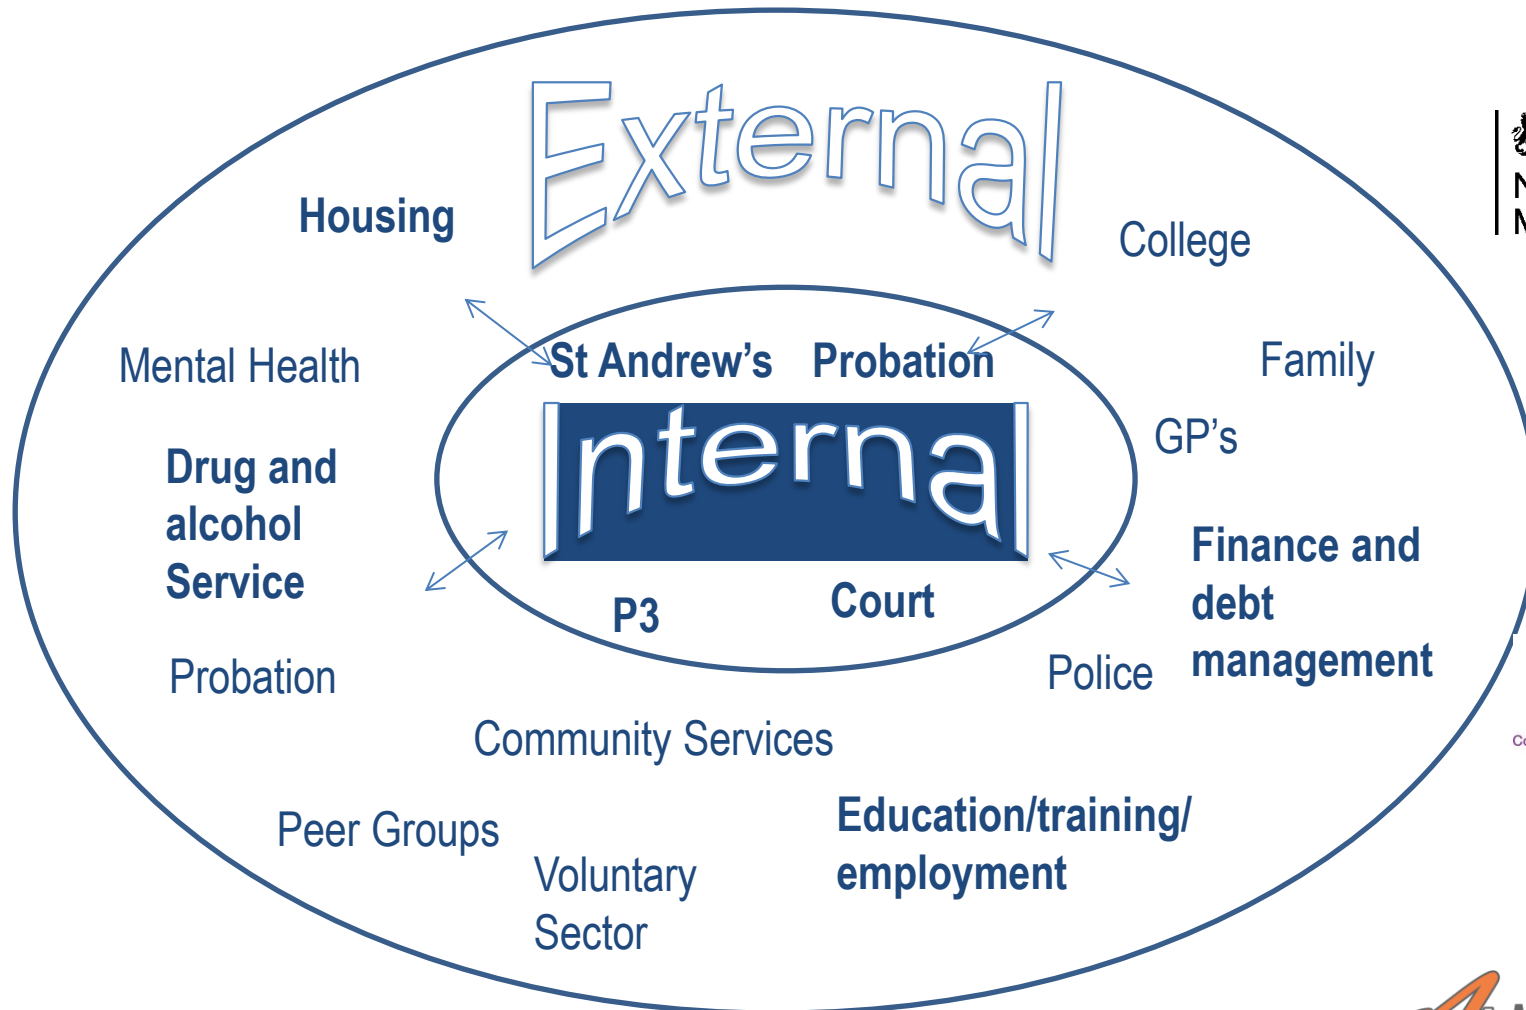 External
Housing
College
St Andrew’s Probation
Mental Health
Family
Internal
GP’s
Drug and
alcohol
Service
Finance and
debt
management
P3
Court
Probation
Police
Community Services
Peer Groups
Education/training/
employment
Voluntary
Sector